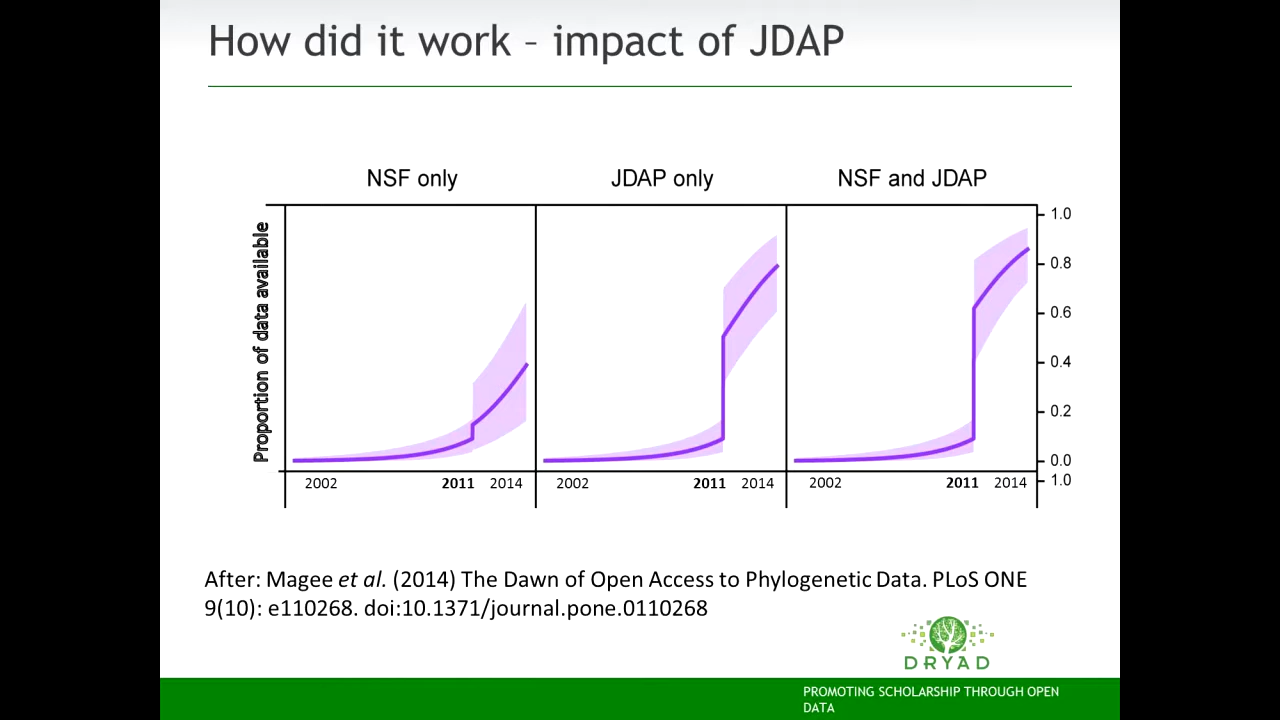 How did it work – impact of JDAP
NSF only
JDAP only
NSF and JDAP
Proportion of data available
1.0
0.8
0.6
0.4
0.2
0.0
1.0
2002 2011 2014
2002 2011 2014
2002 2011 2014
After: Magee et al. (2014) The Dawn of Open Access to Phylogenetic Data. PLoS ONE
9(10): e110268. doi:10.1371/journal.pone.0110268
DRYAD
PROMOTING SCHOLARSHIP THROUGH OPEN
DATA